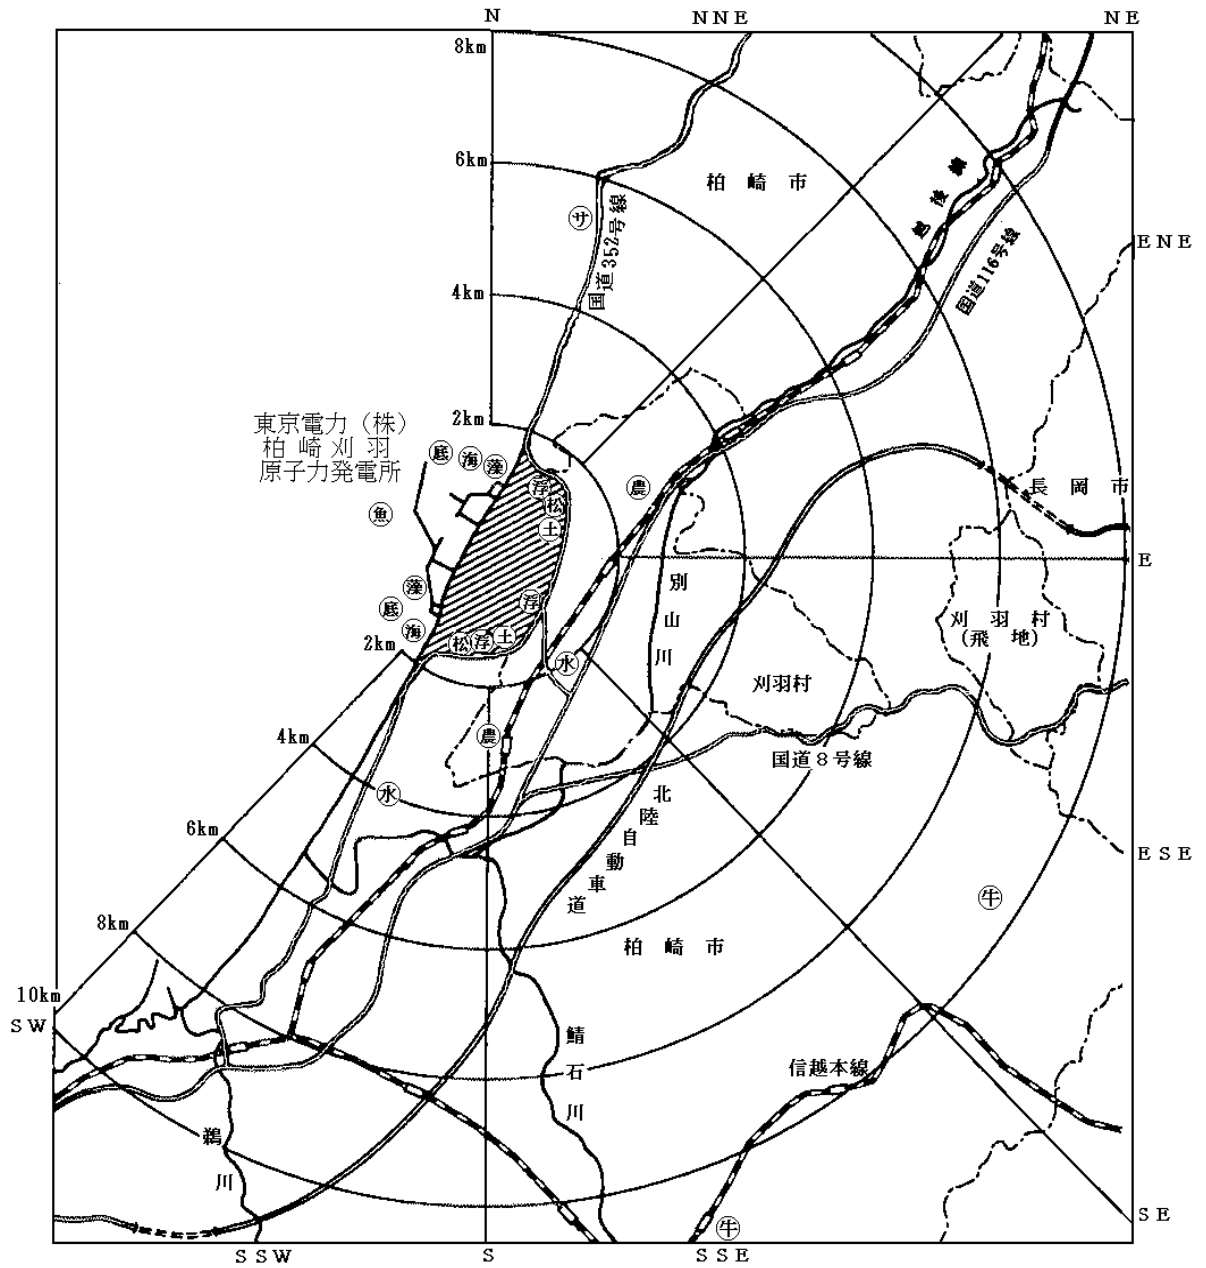 N
NNE
NE
8km
6km
柏崎市
越後線
サ
国道352号線
ENE
国道116号線
4km
2km
東京電力（株）
柏崎刈羽
原子力発電所
底
海
藻
浮
農
長岡市
松
魚
土
E
別山川
藻
浮
底
刈羽村
(飛地)
海
松
浮
土
2km
水
刈羽村
農
4km
国道8号線
水
北陸自動車道
6km
ESE
牛
8km
柏崎市
10km
SW
鯖石川
信越本線
鵜川
SE
牛
SSW
S
SSE